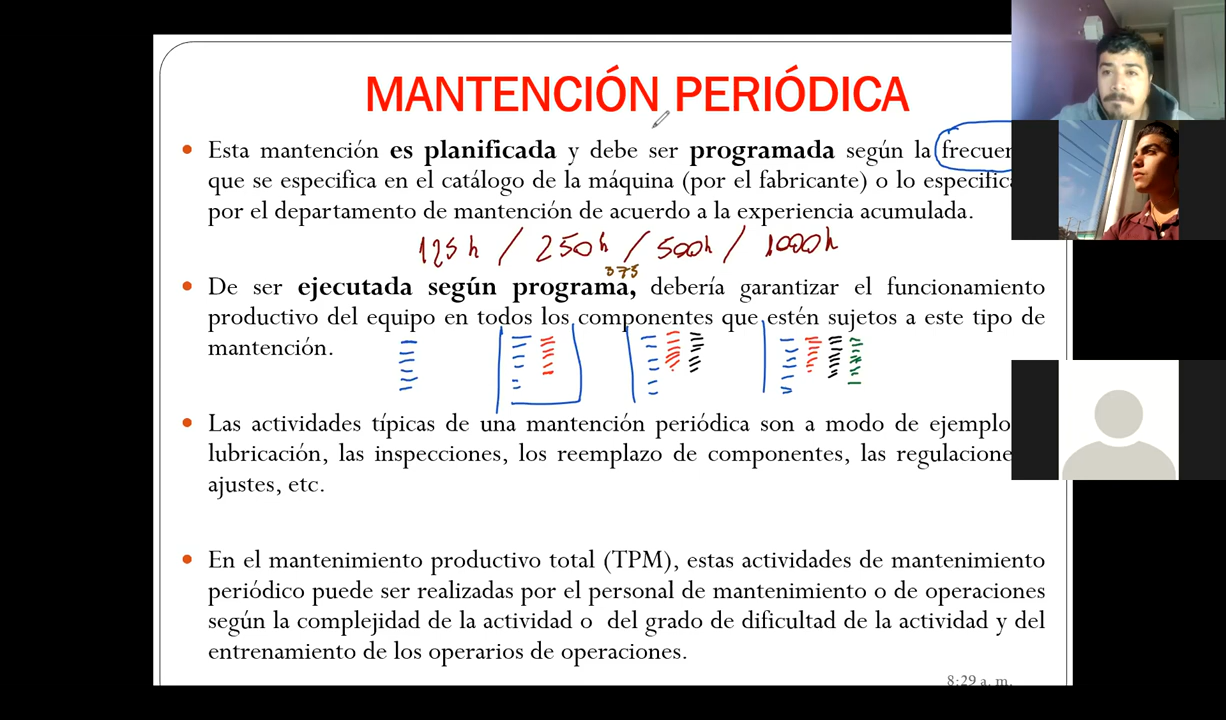 MANTENCIÓN PERIÓDICA
• Esta mantención es planificada y debe ser programada según la
que se especifica en el catálogo de la máquina (por el fabricante) o lo
por el departamento de mantención de acuerdo a la experiencia acumulada.
125 h / 250 h / 500h / 1000h
375
• De ser ejecutada según programa, debería garantizar el funcionamiento
productivo del equipo en todos los componentes que estén sujetos a este tipo de
mantención.
• Las actividades típicas de una mantención periódica son a modo de ejemplo
lubricación, las inspecciones, los reemplazo de componentes, las
ajustes, etc.
• En el mantenimiento productivo total (TPM), estas actividades de mantenimiento
periódico puede ser realizadas por el personal de mantenimiento o de operaciones
según la complejidad de la actividad o del grado de dificultad de la actividad y del
entrenamiento de los operarios de operaciones.
8:29 a. m.